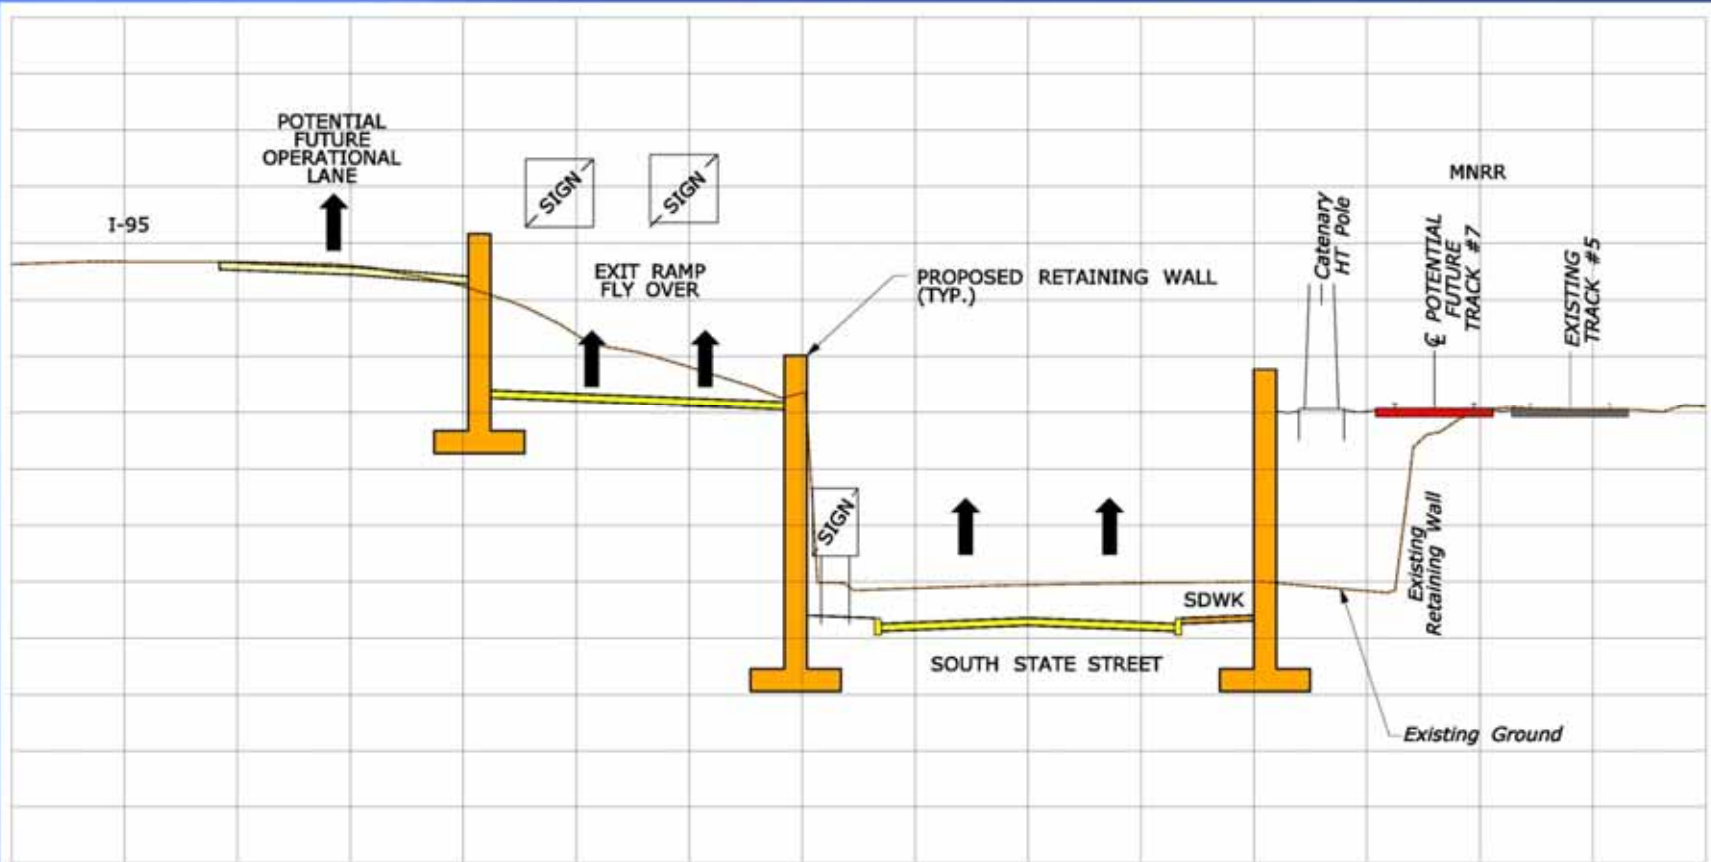 POTENTIAL
FUTURE
OPERATIONAL
LANE
I-95
SIGN
SIGN
EXIT RAMP
FLY OVER
PROPOSED RETAINING WALL
(TYP.)
MNRR
Catenary
HT Pole
℄ POTENTIAL
FUTURE
TRACK #7
EXISTING
TRACK #5
SIGN
SDWK
SOUTH STATE STREET
Existing
Retaining Wall
Existing Ground